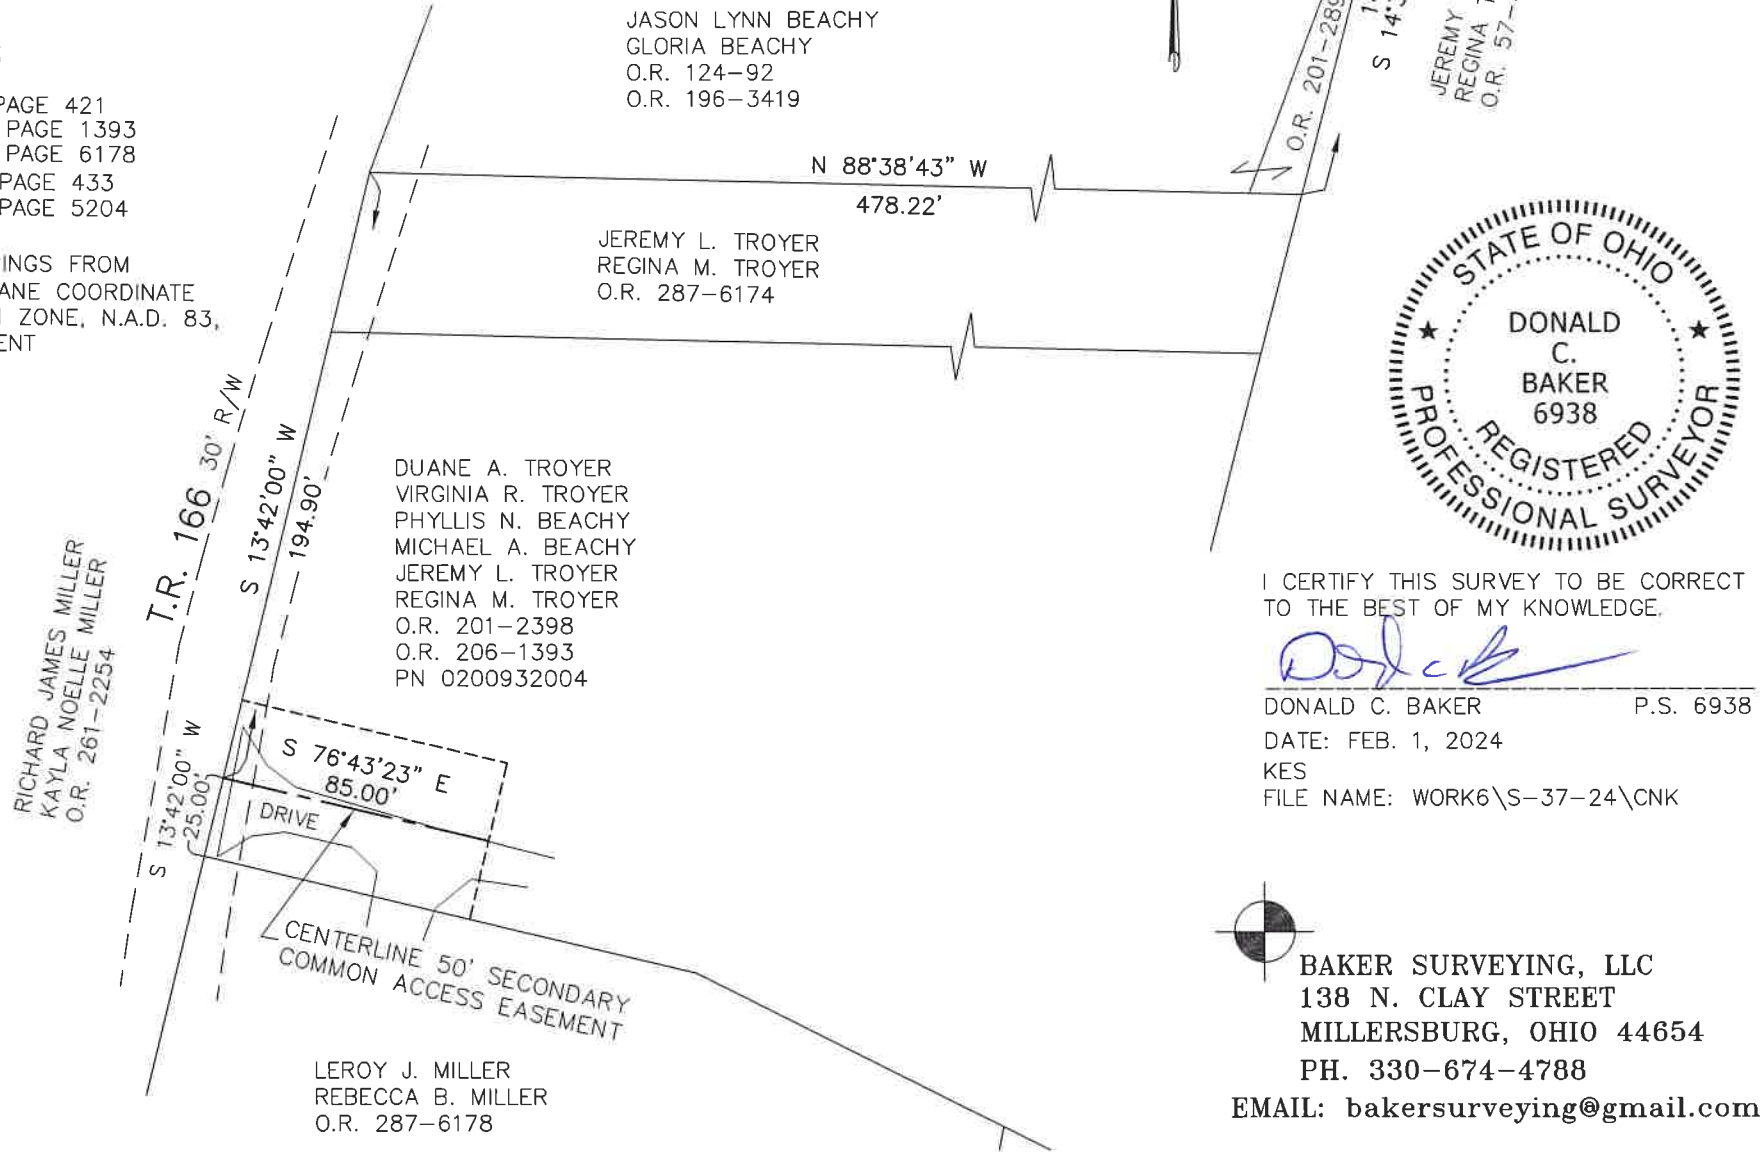 JASON LYNN BEACHY
GLORIA BEACHY
O.R. 124-92
O.R. 196-3419
PAGE 421
PAGE 1393
PAGE 6178
PAGE 433
PAGE 5204
INGS FROM
ANE COORDINATE
ZONE, N.A.D. 83,
ENT
N 88°38'43" W
478.22'
JEREMY L. TROYER
REGINA M. TROYER
O.R. 287-6174
O.R. 201-289
S 14°
JEREMY
REGINA T
O.R. 57-
STATE OF OHIO
DONALD
C.
BAKER
6938
REGISTERED
PROFESSIONAL SURVEYOR
T.R. 166 30' R/W
S 13°42'00" W
194.90'
DUANE A. TROYER
VIRGINIA R. TROYER
PHYLLIS N. BEACHY
MICHAEL A. BEACHY
JEREMY L. TROYER
REGINA M. TROYER
O.R. 201-2398
O.R. 206-1393
PN 0200932004
RICHARD JAMES MILLER
KAYLA NOELLE MILLER
O.R. 261-2254
S 13°42'00" W
25.00'
S 76°43'23" E
85.00'
DRIVE
CENTERLINE 50' SECONDARY
COMMON ACCESS EASEMENT
LEROY J. MILLER
REBECCA B. MILLER
O.R. 287-6178
I CERTIFY THIS SURVEY TO BE CORRECT
TO THE BEST OF MY KNOWLEDGE.
DONALD C. BAKER P.S. 6938
DATE: FEB. 1, 2024
KES
FILE NAME: WORK6\S-37-24\CNK
BAKER SURVEYING, LLC
138 N. CLAY STREET
MILLERSBURG, OHIO 44654
PH. 330-674-4788
EMAIL: bakersurveying@gmail.com